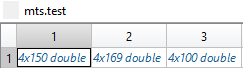 mts.test
1 2 3
1 4x150 double 4x169 double 4x100 double